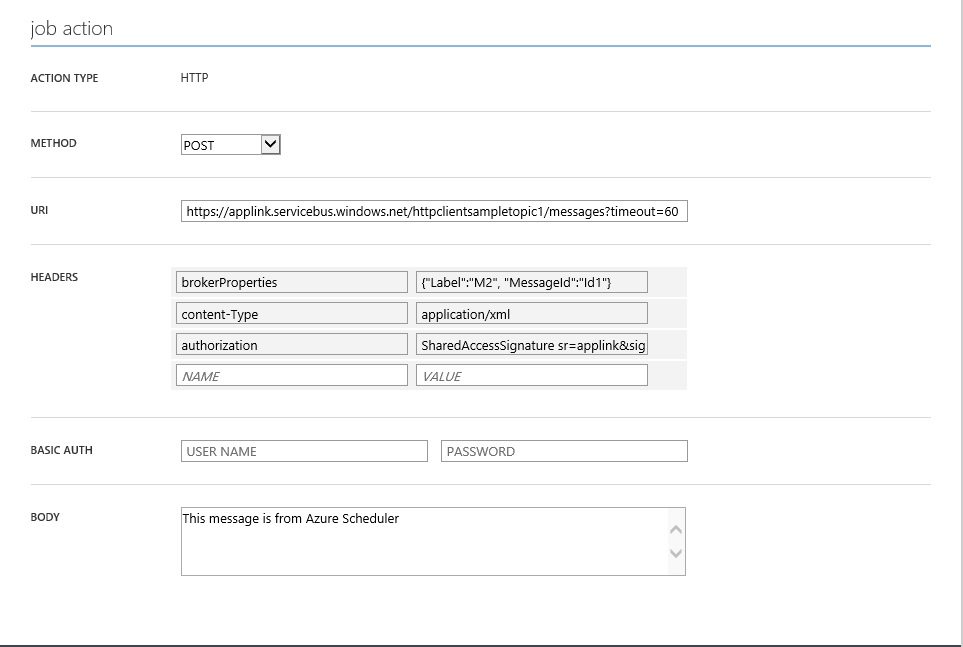 job action
ACTION TYPE HTTP
METHOD POST
URI https://applink.servicebus.windows.net/httpclientsampletopic1/messages?timeout=60
HEADERS brokerProperties {"Label":"M2", "MessageId":"Id1"}
content-Type application/xml
authorization SharedAccessSignature sr=applink&sig
NAME VALUE
BASIC AUTH USER NAME PASSWORD
BODY This message is from Azure Scheduler